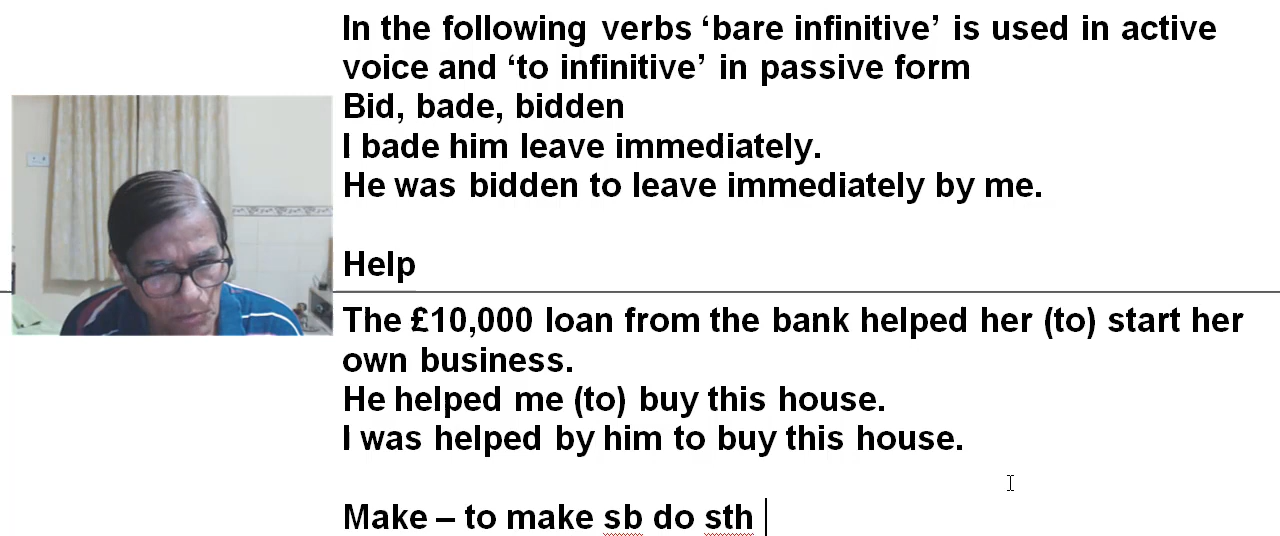 In the following verbs ‘bare infinitive’ is used in active
voice and ‘to infinitive’ in passive form
Bid, bade, bidden
I bade him leave immediately.
He was bidden to leave immediately by me.
Help
The £10,000 loan from the bank helped her (to) start her
own business.
He helped me (to) buy this house.
I was helped by him to buy this house.
Make – to make sb do sth